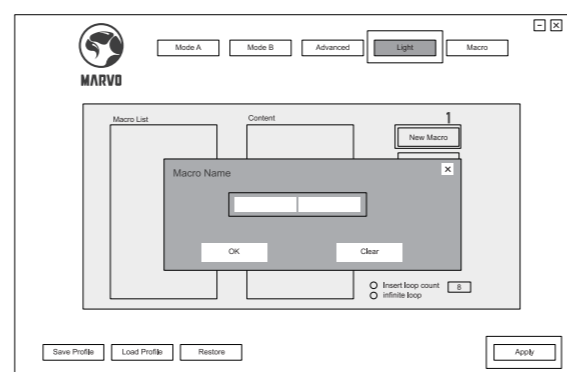 MARVO
Mode A
Mode B
Advanced
Light
Macro
Macro List
Content
1
New Macro
Macro Name
OK
Clear
Insert loop count
8
infinite loop
Save Profile
Load Profile
Restore
Apply